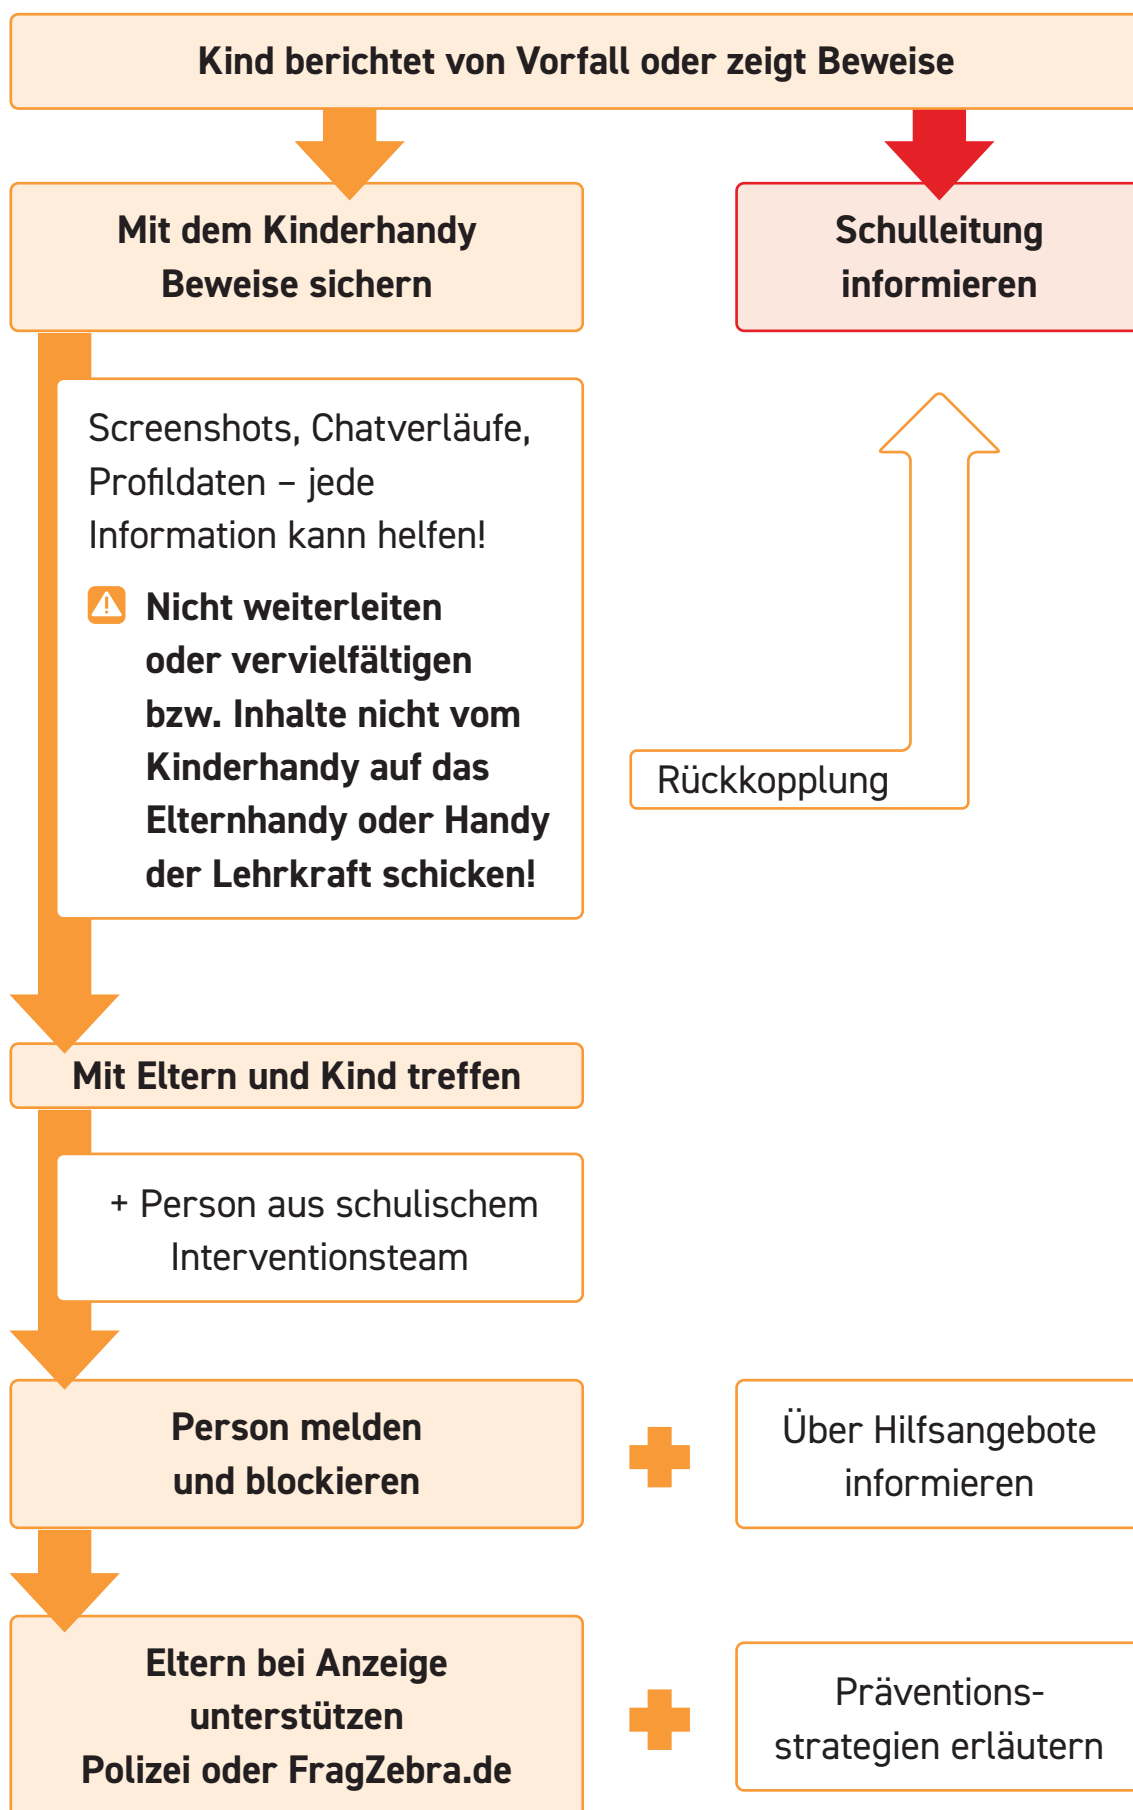 Kind berichtet von Vorfall oder zeigt Beweise
Mit dem Kinderhandy
Beweise sichern
Schulleitung
informieren
Screenshots, Chatverläufe,
Profildaten – jede
Information kann helfen!
Nicht weiterleiten
oder vervielfältigen
bzw. Inhalte nicht vom
Kinderhandy auf das
Elternhandy oder Handy
der Lehrkraft schicken!
Rückkopplung
Mit Eltern und Kind treffen
+ Person aus schulischem
Interventionsteam
Person melden
und blockieren
Über Hilfsangebote
informieren
Eltern bei Anzeige
unterstützen
Polizei oder FragZebra.de
Präventions-
strategien erläutern